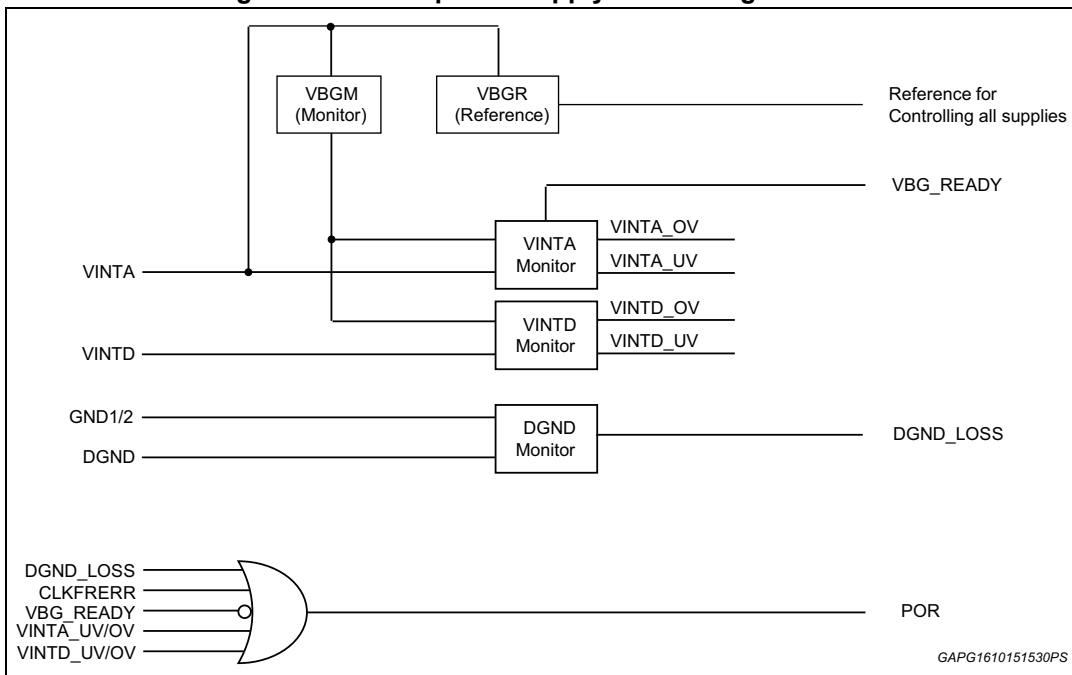 VBGM
(Monitor)
VBGR
(Reference)
Reference for
Controlling all supplies
VBG_READY
VINTA
Monitor
VINTA_OV
VINTA_UV
VINTA
VINTD
Monitor
VINTD_OV
VINTD_UV
VINTD
GND1/2
DGND
DGND
Monitor
DGND_LOSS
DGND_LOSS
CLKFRERR
VBG_READY
VINTA_UV/OV
VINTD_UV/OV
POR
GAPG1610151530PS